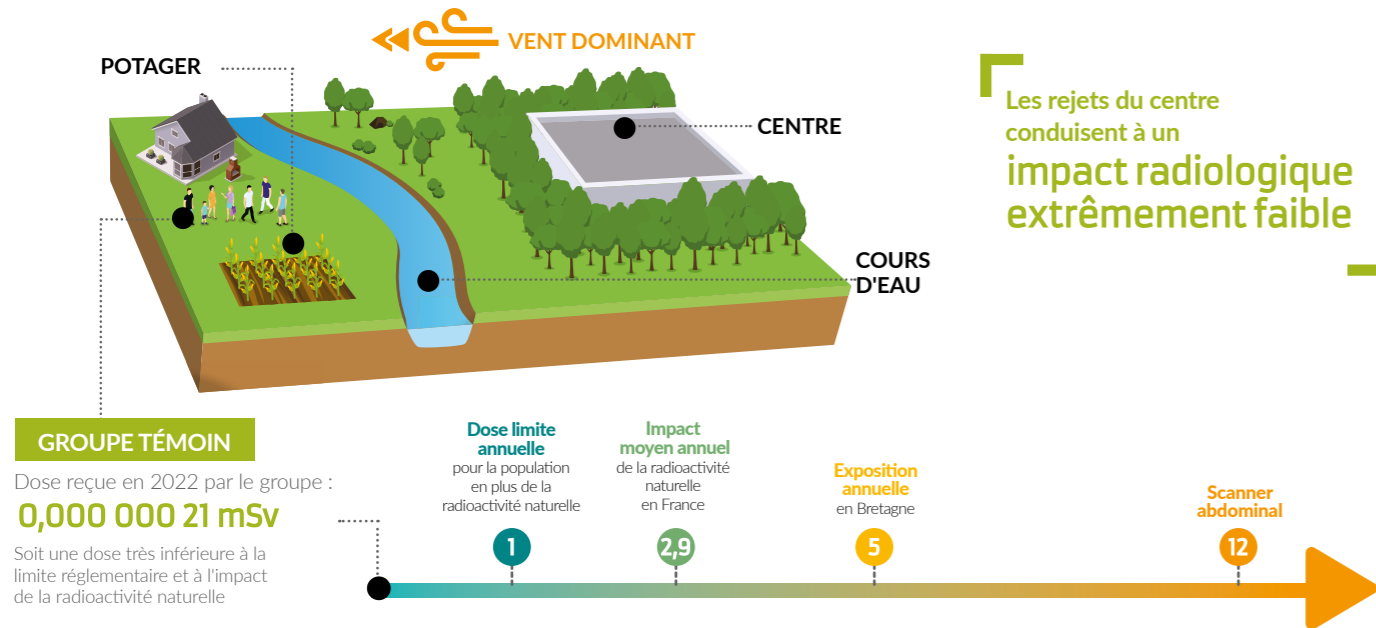 VENT DOMINANT
POTAGER
CENTRE
COURS
D'EAU
Les rejets du centre
conduisent à un
impact radiologique
extrêmement faible
GROUPE TÉMOIN
Dose reçue en 2022 par le groupe :
0,000 000 21 mSv
Soit une dose très inférieure à la
limite réglementaire et à l'impact
de la radioactivité naturelle
Dose limite
annuelle
pour la population
en plus de la
radioactivité naturelle
1
Impact
moyen annuel
de la radioactivité
naturelle
en France
2,9
Exposition
annuelle
en Bretagne
5
Scanner
abdominal
12